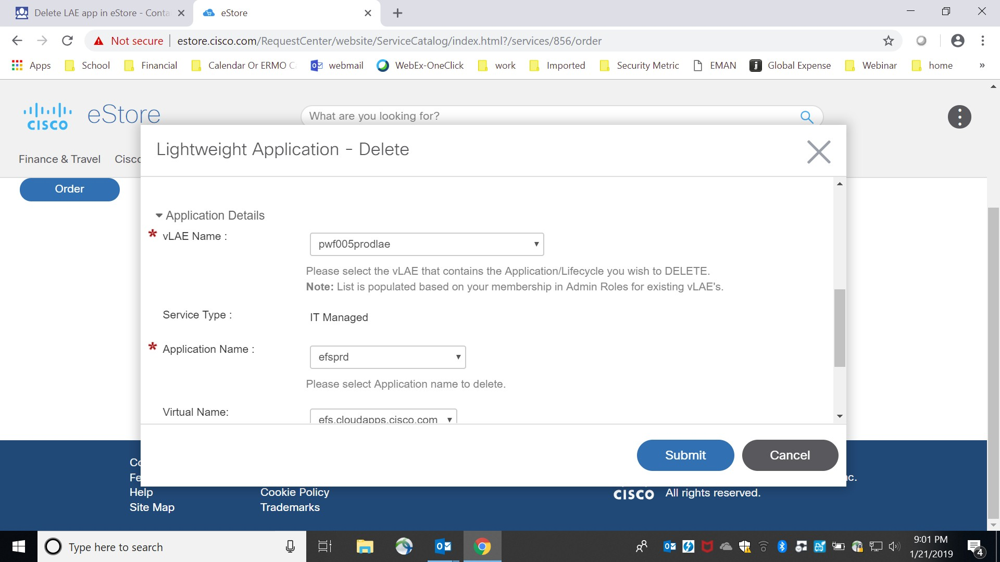 Delete LAE app in eStore - Conta
eStore
Not secure
estore.cisco.com/RequestCenter/website/ServiceCatalog/index.html?/services/856/order
Apps
School
Financial
Calendar Or ERMO C
webmail
WebEx-OneClick
work
Imported
Security Metric
EMAN
Global Expense
Webinar
home
»
CISCO
eStore
What are you looking for?
Finance & Travel
Cisco
Order
Lightweight Application - Delete
Application Details
* vLAE Name :
pwf005prodlae
Please select the vLAE that contains the Application/Lifecycle you wish to DELETE.
Note: List is populated based on your membership in Admin Roles for existing vLAE's.
Service Type :
IT Managed
* Application Name :
efsprd
Please select Application name to delete.
Virtual Name:
efs.cloudapps.cisco.com
Submit
Cancel
Co
Fe
Help
Site Map
Cookie Policy
Trademarks
CISCO
nc.
All rights reserved.
Type here to search
9:01 PM
1/21/2019
4